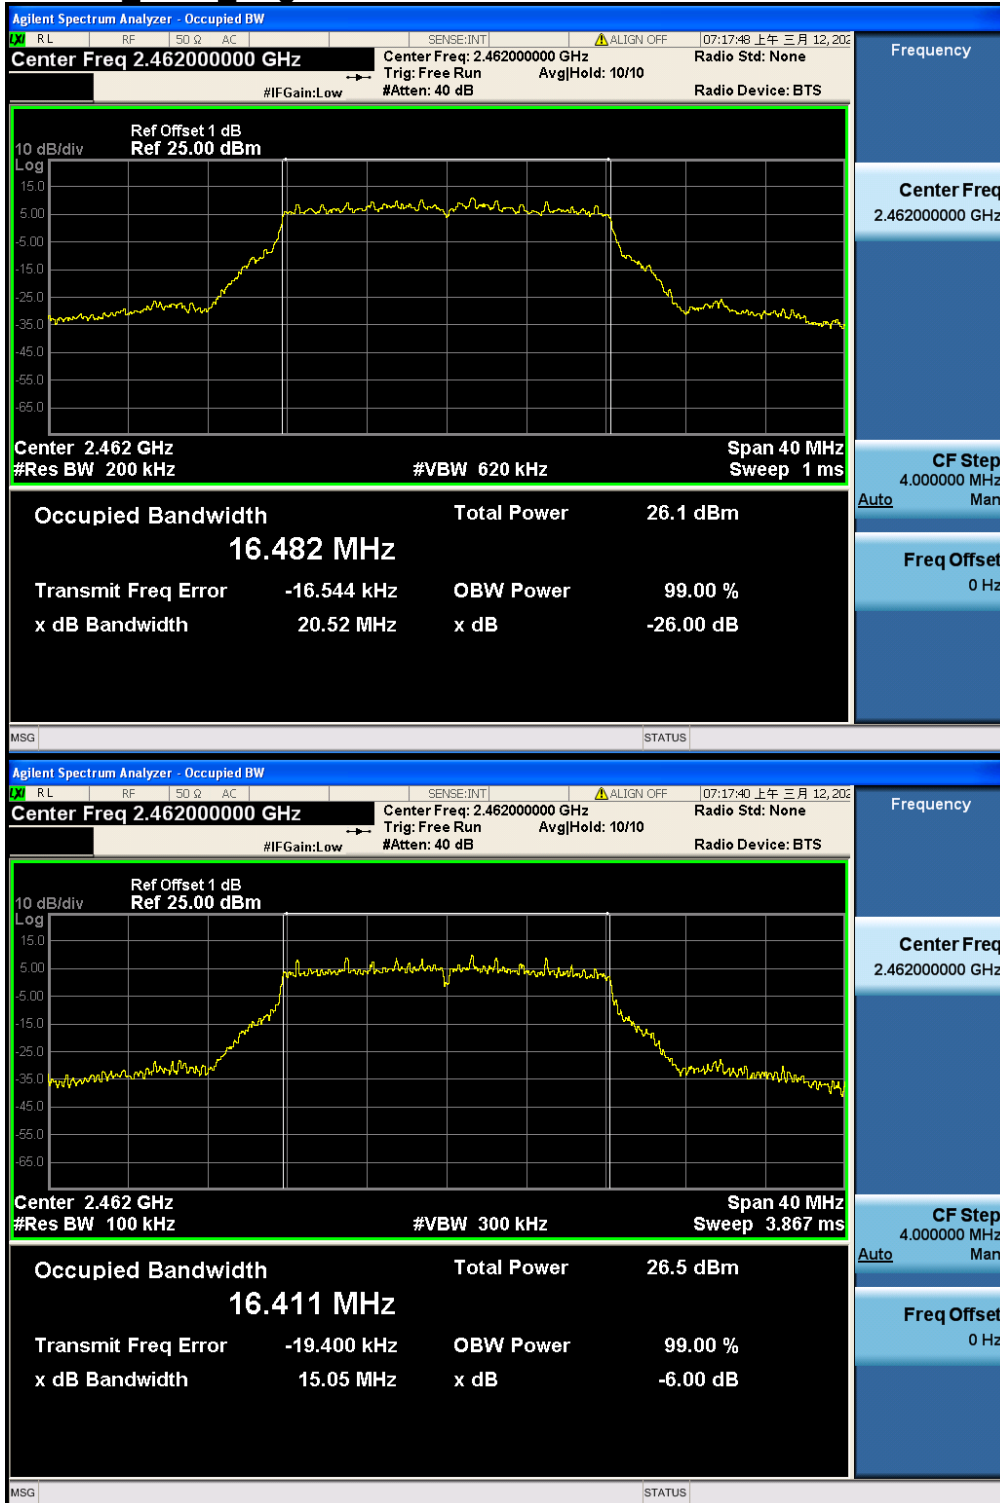 Agilent Spectrum Analyzer - Occupied BW
LXI RL RF 50 Ω AC SENSE:INT ALIGN OFF 07:17:48 上午 三月 12, 202
Center Freq 2.462000000 GHz
Center Freq: 2.462000000 GHz Radio Std: None
Trig: Free Run Avg|Hold: 10/10
#IFGain:Low #Atten: 40 dB Radio Device: BTS
Frequency
Ref Offset 1 dB
10 dB/div Ref 25.00 dBm
Log
15.0
5.00
-5.00
-15.0
-25.0
-35.0
-45.0
-55.0
-65.0
Center 2.462 GHz Span 40 MHz
#Res BW 200 kHz #VBW 620 kHz Sweep 1 ms
Center Freq
2.462000000 GHz
CF Step
4.000000 MHz
Auto Man
Freq Offset
0 Hz
Occupied Bandwidth Total Power 26.1 dBm
16.482 MHz
Transmit Freq Error -16.544 kHz OBW Power 99.00 %
x dB Bandwidth 20.52 MHz x dB -26.00 dB
MSG STATUS
Agilent Spectrum Analyzer - Occupied BW
LXI RL RF 50 Ω AC SENSE:INT ALIGN OFF 07:17:40 上午 三月 12, 202
Center Freq 2.462000000 GHz
Center Freq: 2.462000000 GHz Radio Std: None
Trig: Free Run Avg|Hold: 10/10
#IFGain:Low #Atten: 40 dB Radio Device: BTS
Frequency
Ref Offset 1 dB
10 dB/div Ref 25.00 dBm
Log
15.0
5.00
-5.00
-15.0
-25.0
-35.0
-45.0
-55.0
-65.0
Center 2.462 GHz Span 40 MHz
#Res BW 100 kHz #VBW 300 kHz Sweep 3.867 ms
Center Freq
2.462000000 GHz
CF Step
4.000000 MHz
Auto Man
Freq Offset
0 Hz
Occupied Bandwidth Total Power 26.5 dBm
16.411 MHz
Transmit Freq Error -19.400 kHz OBW Power 99.00 %
x dB Bandwidth 15.05 MHz x dB -6.00 dB
MSG STATUS